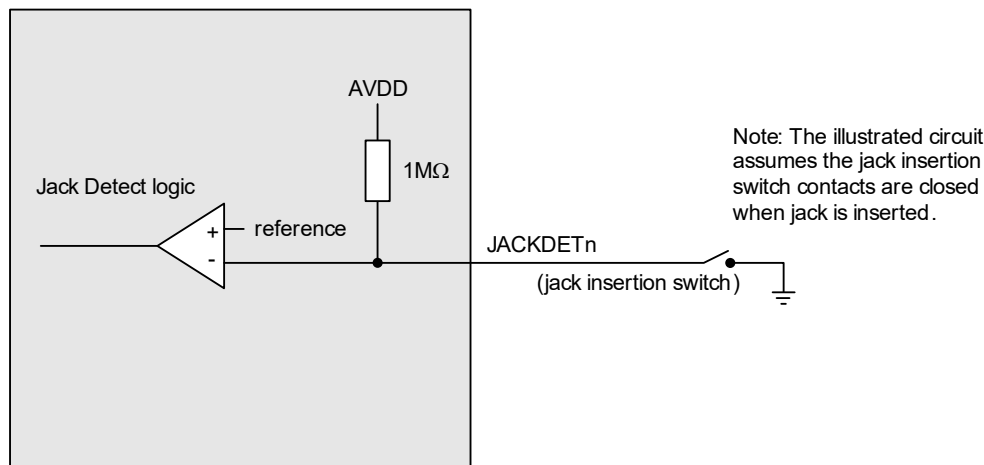 AVDD
1MΩ
Jack Detect logic
+
reference
-
JACKDETn
(jack insertion switch)
Note: The illustrated circuit
assumes the jack insertion
switch contacts are closed
when jack is inserted.